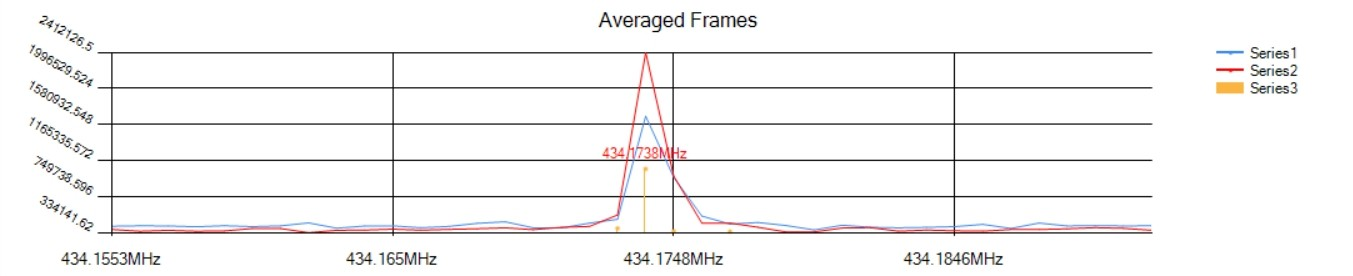 Averaged Frames
2412126.5
1996529.524
1580932.548
1165335.572
749738.596
334141.62
434.1738MHz
434.1553MHz
434.165MHz
434.1748MHz
434.1846MHz
Series1
Series2
Series3